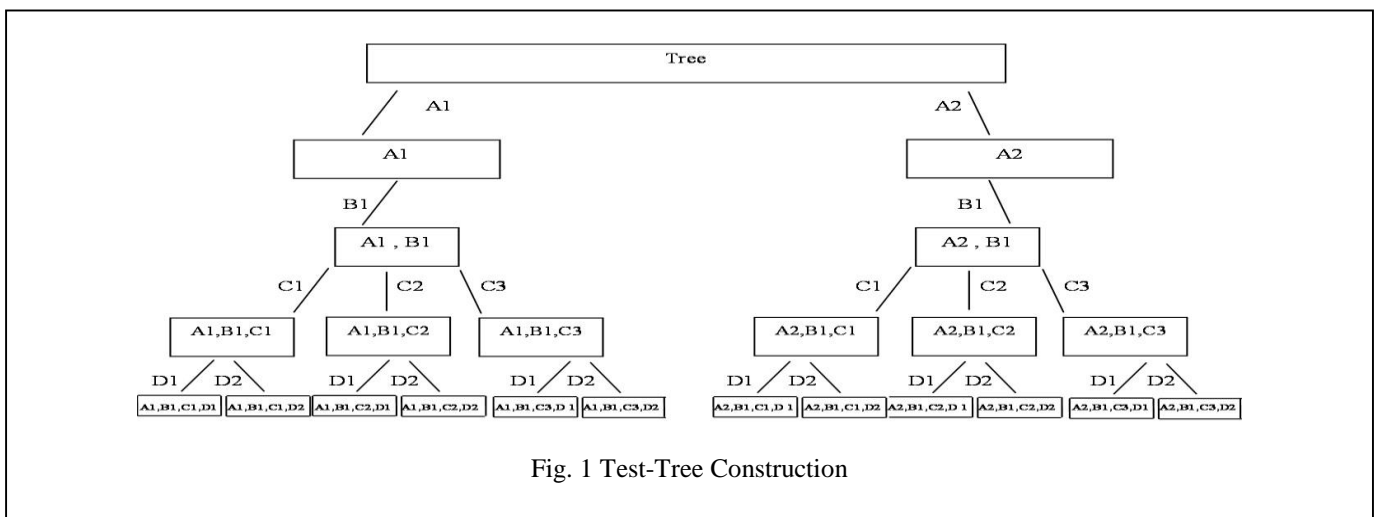 Tree
A1 A2
A1 A2
B1 B1
A1 , B1 A2 , B1
C1 C2 C3 C1 C2 C3
A1,B1,C1 A1,B1,C2 A1,B1,C3 A2,B1,C1 A2,B1,C2 A2,B1,C3
D1 D2 D1 D2 D1 D2 D1 D2 D1 D2 D1 D2
A1,B1,C1,D1 A1,B1,C1,D2 A1,B1,C2,D1 A1,B1,C2,D2 A1,B1,C3,D 1 A1,B1,C3,D2 A2,B1,C1,D 1 A2,B1,C1,D2 A2,B1,C2,D 1 A2,B1,C2,D2 A2,B1,C3,D1 A2,B1,C3,D2
Fig. 1 Test-Tree Construction